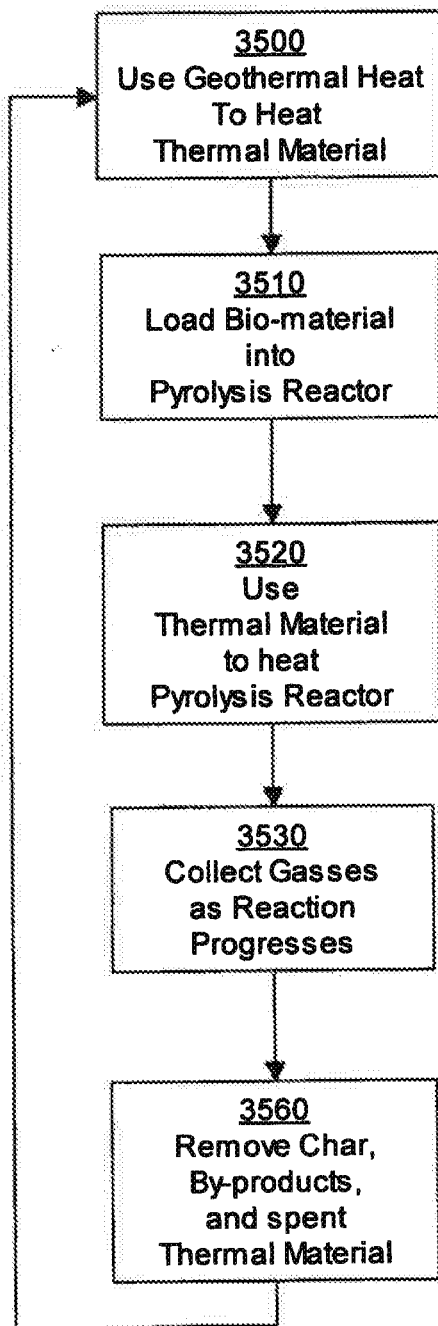 3500
Use Geothermal Heat
To Heat
Thermal Material
3510
Load Bio-material
into
Pyrolysis Reactor
3520
Use
Thermal Material
to heat
Pyrolysis Reactor
3530
Collect Gasses
as Reaction
Progresses
3560
Remove Char,
By-products,
and spent
Thermal Material